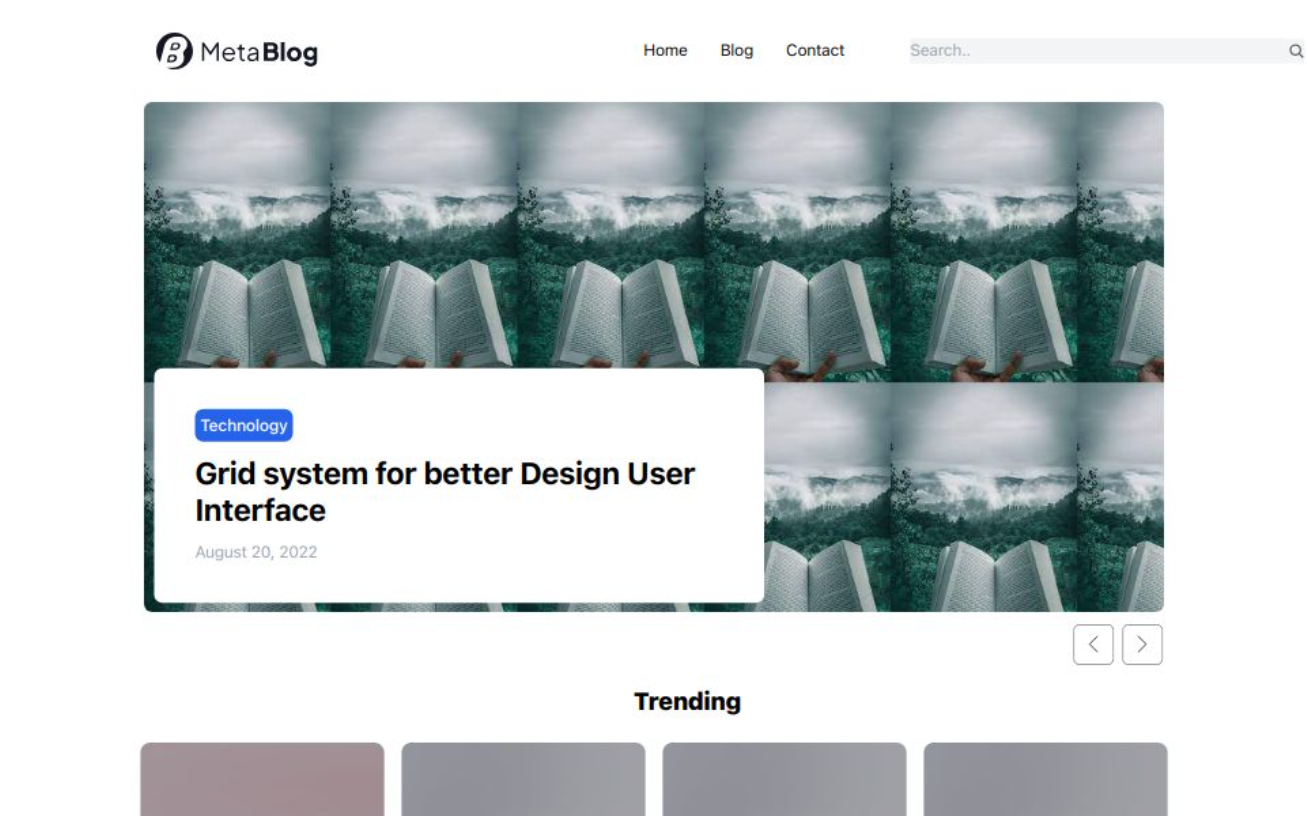 MetaBlog
Home Blog Contact
Search..
Technology
Grid system for better Design User
Interface
August 20, 2022
Trending